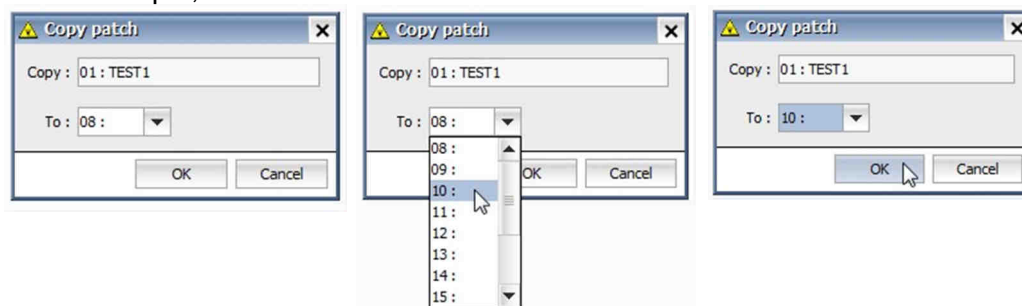 Copy patch
Copy : 01 : TEST1
To : 08 :
OK Cancel
Copy patch
Copy : 01 : TEST1
To : 08 :
08 :
09 :
OK Cancel
10 :
11 :
12 :
13 :
14 :
15 :
Copy patch
Copy : 01 : TEST1
To : 10 :
OK Cancel